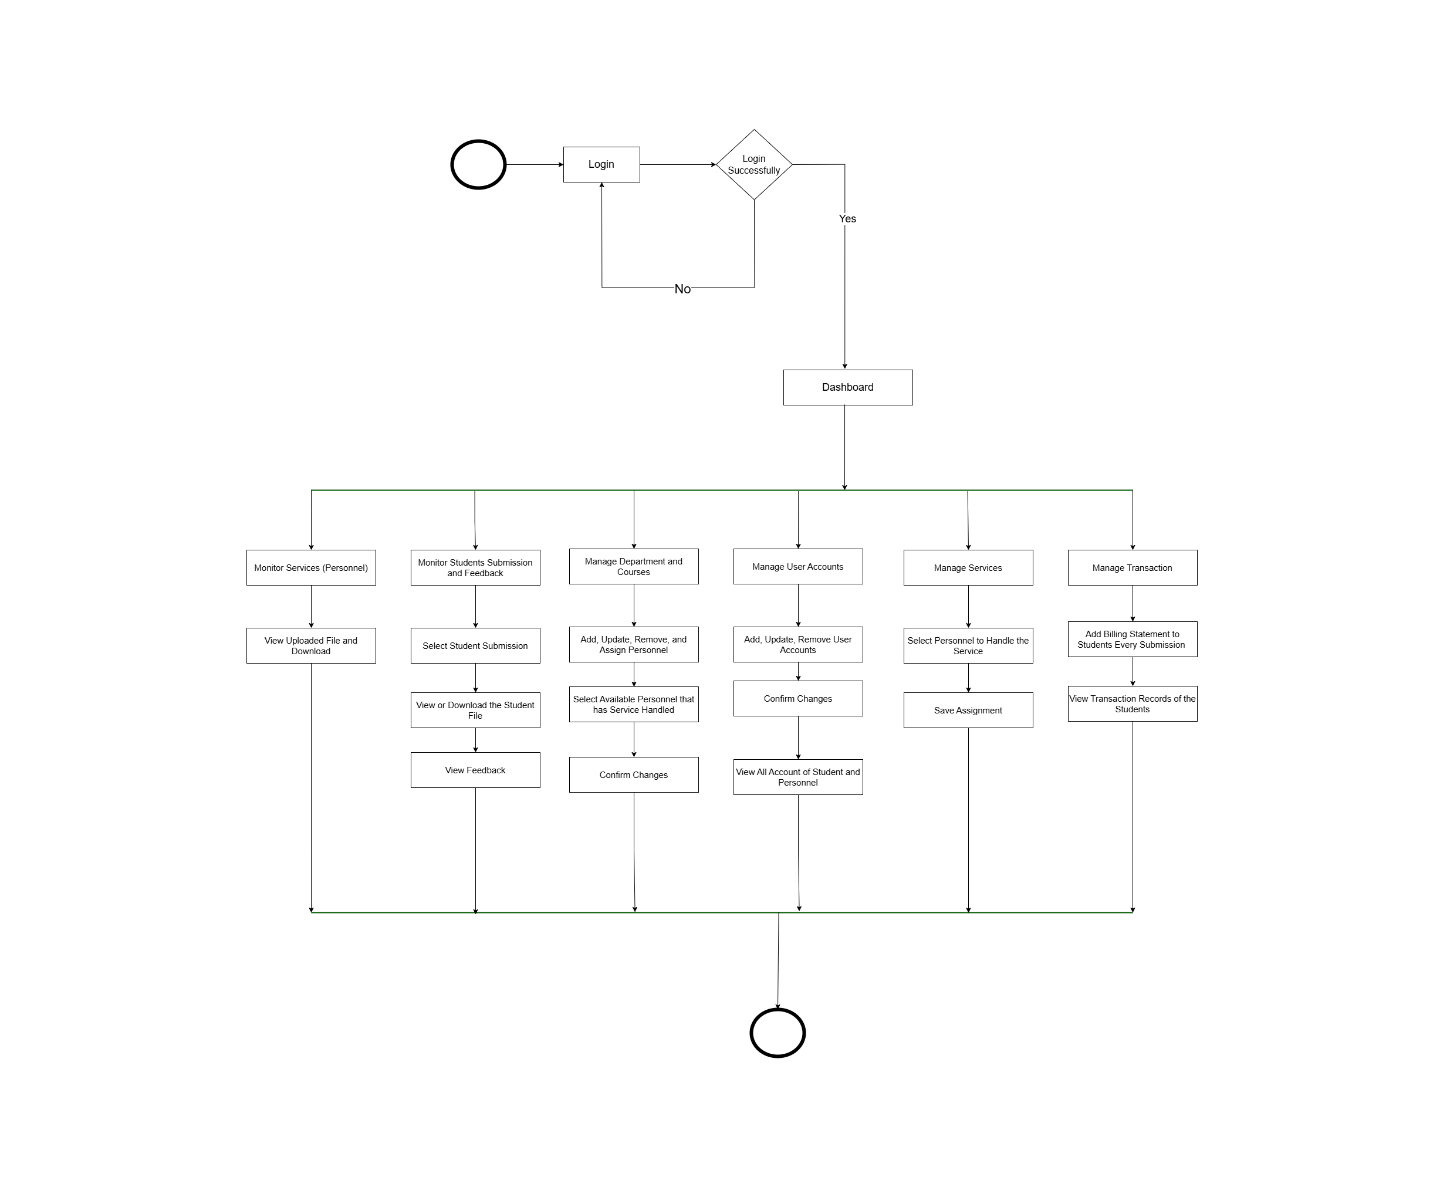 Login
Login
Successfully
Yes
No
Dashboard
Monitor Services (Personnel)
Monitor Students Submission
and Feedback
Manage Department and
Courses
Manage User Accounts
Manage Services
Manage Transaction
View Uploaded File and
Download
Select Student Submission
Add, Update, Remove, and
Assign Personnel
Add, Update, Remove User
Accounts
Select Personnel to Handle the
Service
Add Billing Statement to
Students Every Submission
View or Download the Student
File
Select Available Personnel that
has Service Handled
Confirm Changes
Save Assignment
View Transaction Records of the
Students
View Feedback
Confirm Changes
View All Account of Student and
Personnel